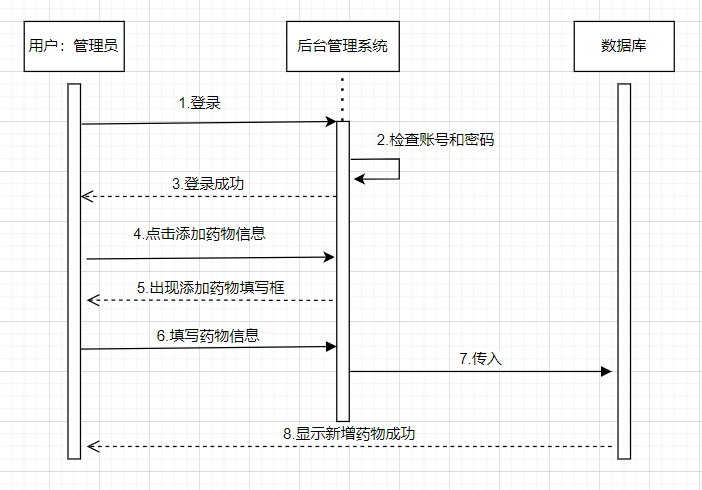 用户：管理员
后台管理系统
数据库
1.登录
2.检查账号和密码
3.登录成功
4.点击添加药物信息
5.出现添加药物填写框
6.填写药物信息
7.传入
8.显示新增药物成功